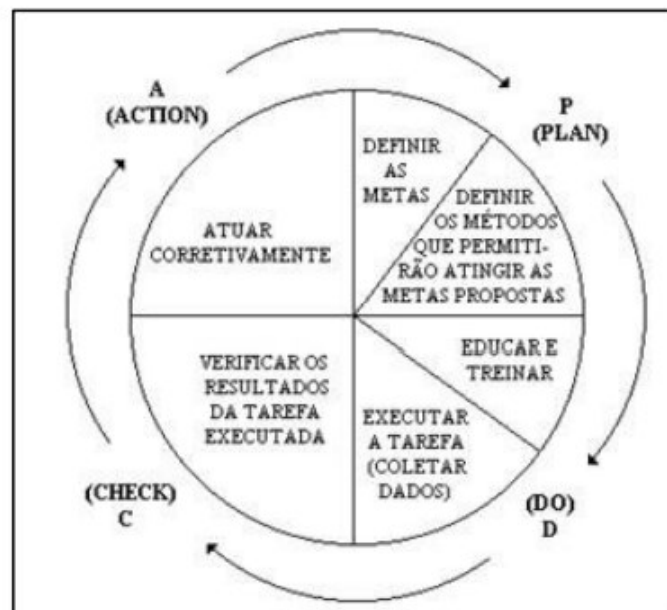 A
(ACTION)
P
(PLAN)
DEFINIR
AS
METAS
DEFINIR
OS MÉTODOS
QUE PERMITI-
RÃO ATINGIR AS
METAS PROPOSTAS
ATUAR
CORRETIVAMENTE
EDUCAR E
TREINAR
VERIFICAR OS
RESULTADOS
DA TAREFA
EXECUTADA
EXECUTAR
A TAREFA
(COLETAR
DADOS)
(CHECK)
C
(DO)
D